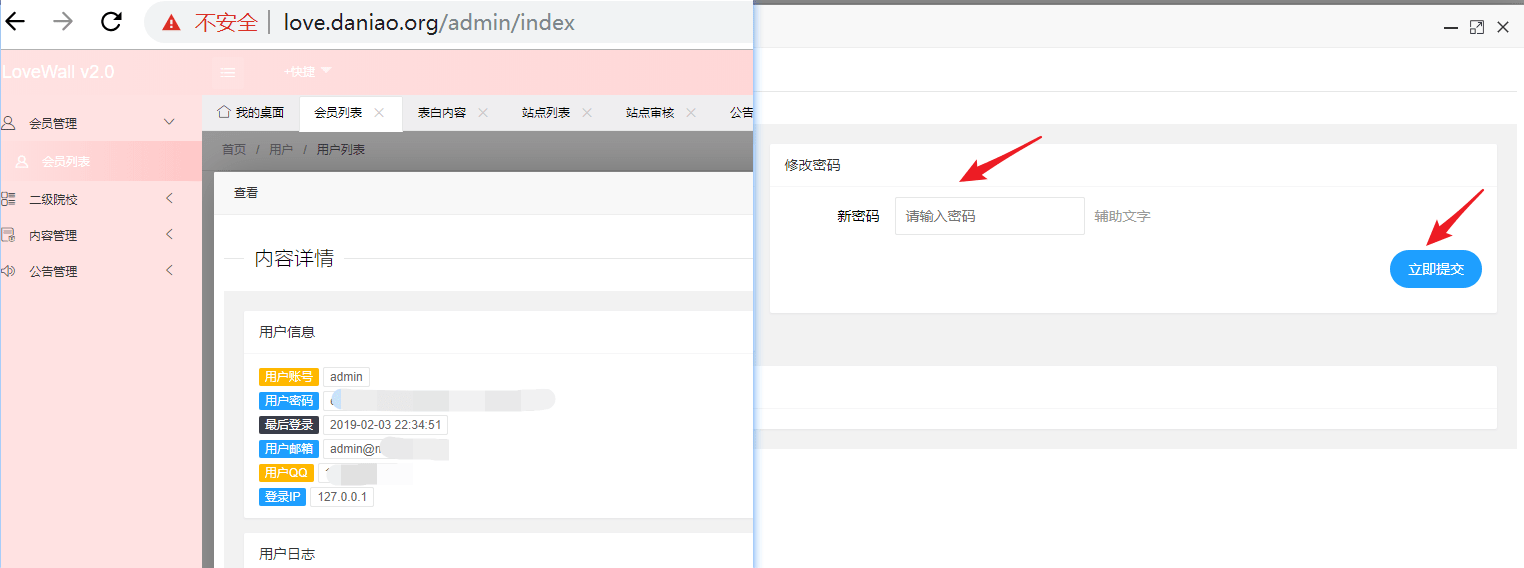 不安全 love.daniao.org/admin/index
LoveWall v2.0 +快捷
我的桌面 会员列表 表白内容 站点列表 站点审核 公告
首页 / 用户 / 用户列表
会员管理
会员列表
二级院校
内容管理
公告管理
查看
内容详情
用户信息
用户账号 admin
用户密码
最后登录 2019-02-03 22:34:51
用户邮箱 admin@
用户QQ
登录IP 127.0.0.1
用户日志
修改密码
新密码 请输入密码 辅助文字
立即提交